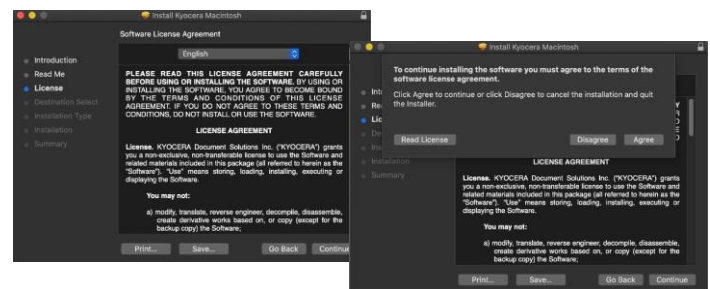 Install Kyocera Macintosh
Software License Agreement
English
Introduction
Read Me
License
Destination Select
Installation Type
Installation
Summary
PLEASE READ THIS LICENSE AGREEMENT CAREFULLY
BEFORE USING OR INSTALLING THE SOFTWARE. BY USING OR
INSTALLING THE SOFTWARE, YOU AGREE TO BECOME BOUND
BY THE TERMS AND CONDITIONS OF THIS LICENSE
AGREEMENT. IF YOU DO NOT AGREE TO THESE TERMS AND
CONDITIONS, DO NOT INSTALL OR USE THE SOFTWARE.
LICENSE AGREEMENT
License. KYOCERA Document Solutions Inc. ("KYOCERA") grants
you a non-exclusive, non-transferable license to use the Software and
related materials included in this package (all referred to herein as the
"Software"). "Use" means storing, loading, installing, executing or
displaying the Software.
You may not:
a) modify, translate, reverse engineer, decompile, disassemble,
create derivative works based on, or copy (except for the
backup copy) the Software;
Print...
Save...
Go Back
Continue
Install Kyocera Macintosh
To continue installing the software you must agree to the terms of the
software license agreement.
Click Agree to continue or click Disagree to cancel the installation and quit
the Installer.
Read License
Disagree
Agree
Installation
Summary
LICENSE AGREEMENT
License. KYOCERA Document Solutions Inc. ("KYOCERA") grants
you a non-exclusive, non-transferable license to use the Software and
related materials included in this package (all referred to herein as the
"Software"). "Use" means storing, loading, installing, executing or
displaying the Software.
You may not:
a) modify, translate, reverse engineer, decompile, disassemble,
create derivative works based on, or copy (except for the
backup copy) the Software;
Print...
Save...
Go Back
Continue